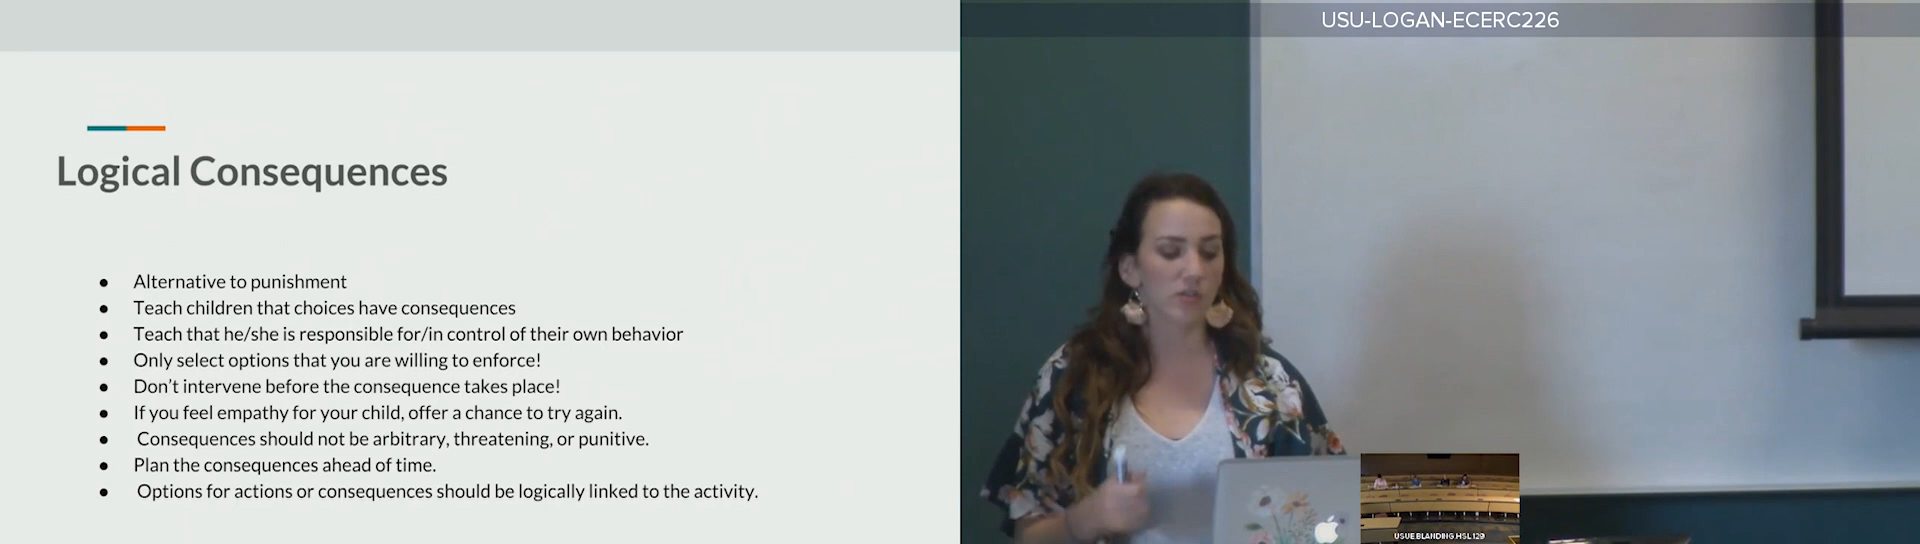 USU-LOGAN-ECERC226
Logical Consequences
● Alternative to punishment
● Teach children that choices have consequences
● Teach that he/she is responsible for/in control of their own behavior
● Only select options that you are willing to enforce!
● Don't intervene before the consequence takes place!
● If you feel empathy for your child, offer a chance to try again.
● Consequences should not be arbitrary, threatening, or punitive.
● Plan the consequences ahead of time.
● Options for actions or consequences should be logically linked to the activity.
USUE BLANDING HSL 129